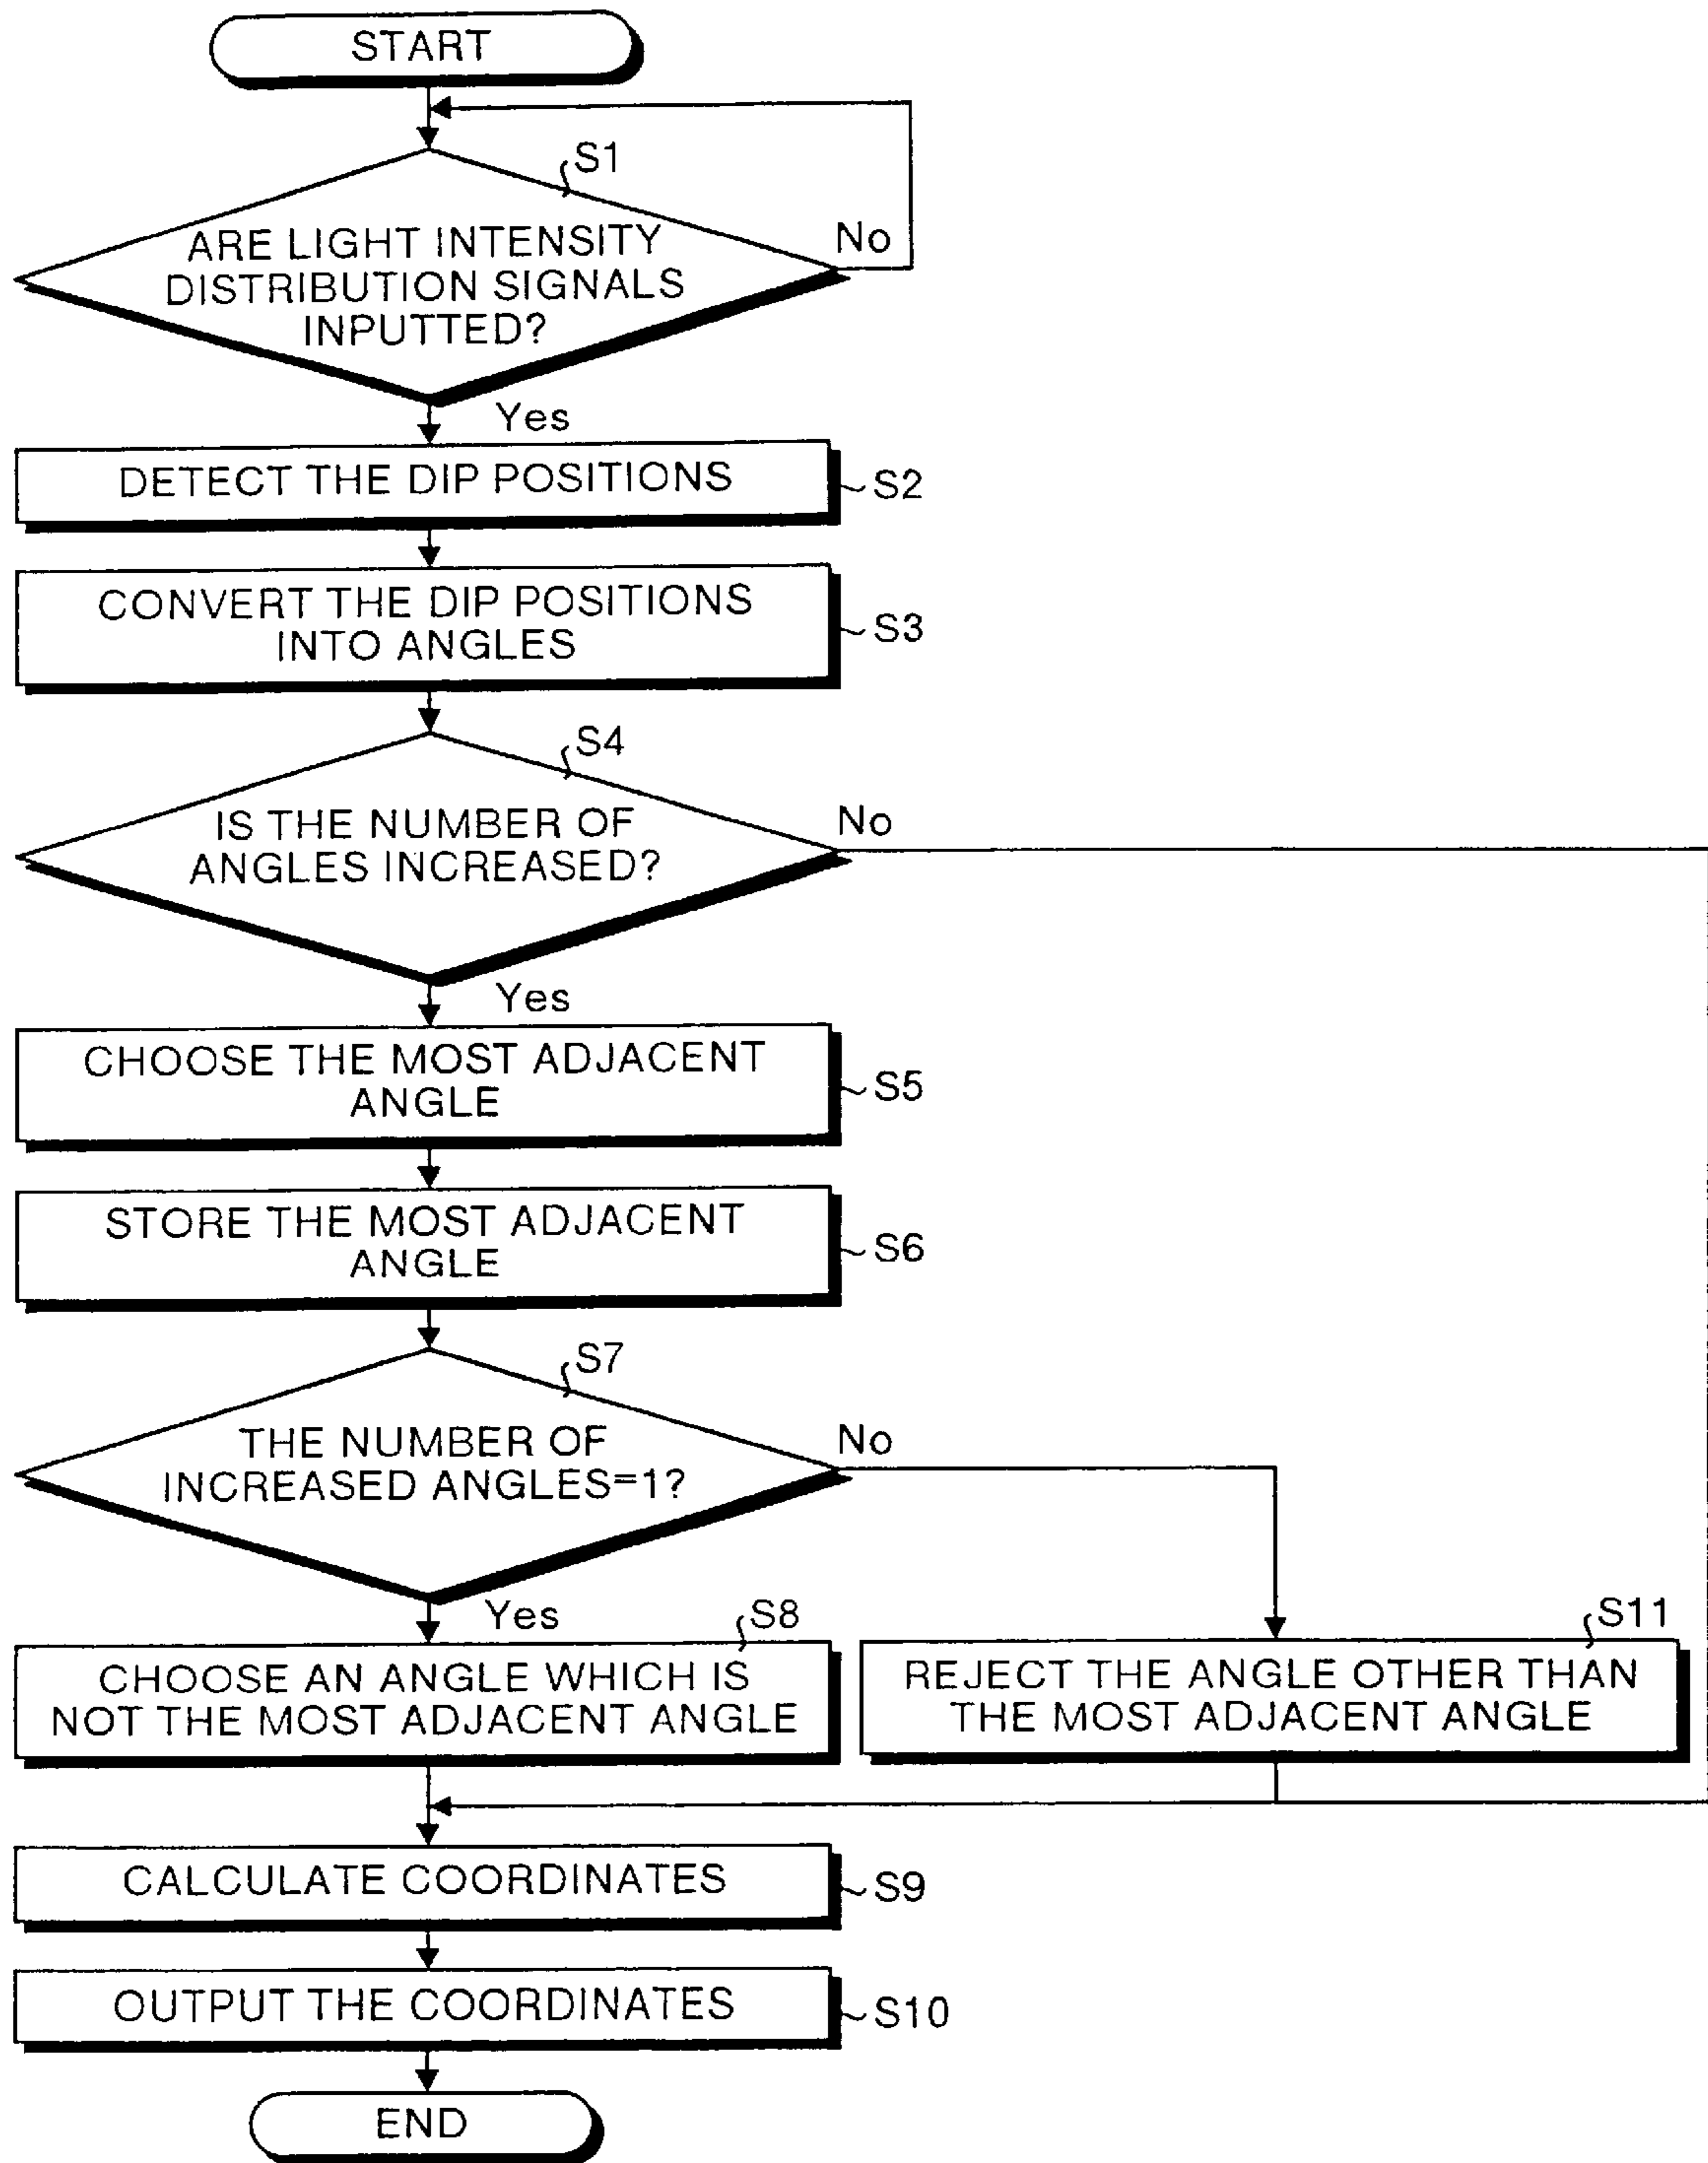 START
S1
ARE LIGHT INTENSITY
DISTRIBUTION SIGNALS
INPUTTED?
No
Yes
DETECT THE DIP POSITIONS
S2
CONVERT THE DIP POSITIONS
INTO ANGLES
S3
S4
IS THE NUMBER OF
ANGLES INCREASED?
No
Yes
CHOOSE THE MOST ADJACENT
ANGLE
S5
STORE THE MOST ADJACENT
ANGLE
S6
S7
THE NUMBER OF
INCREASED ANGLES=1?
No
Yes
S8
CHOOSE AN ANGLE WHICH IS
NOT THE MOST ADJACENT ANGLE
S11
REJECT THE ANGLE OTHER THAN
THE MOST ADJACENT ANGLE
CALCULATE COORDINATES
S9
OUTPUT THE COORDINATES
S10
END